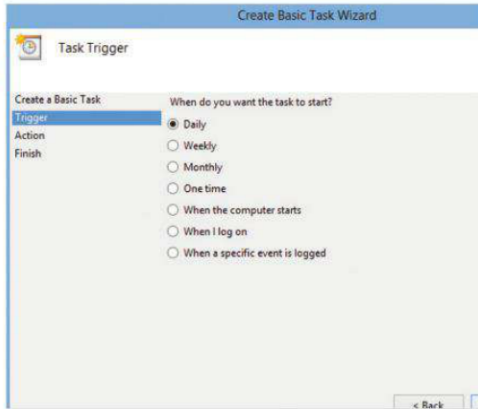 Create Basic Task Wizard
Task Trigger
Create a Basic Task
Trigger
Action
Finish
When do you want the task to start?
Daily
Weekly
Monthly
One time
When the computer starts
When I log on
When a specific event is logged
< Back